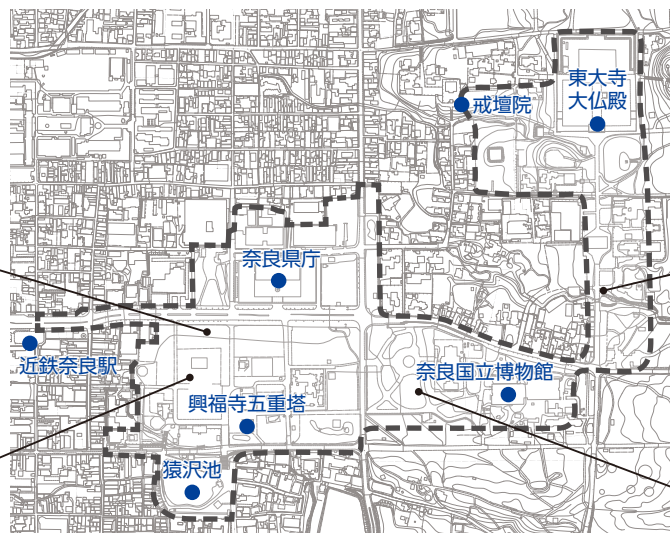 東大寺
大仏殿
戒壇院
奈良県庁
近鉄奈良駅
奈良国立博物館
興福寺五重塔
猿沢池